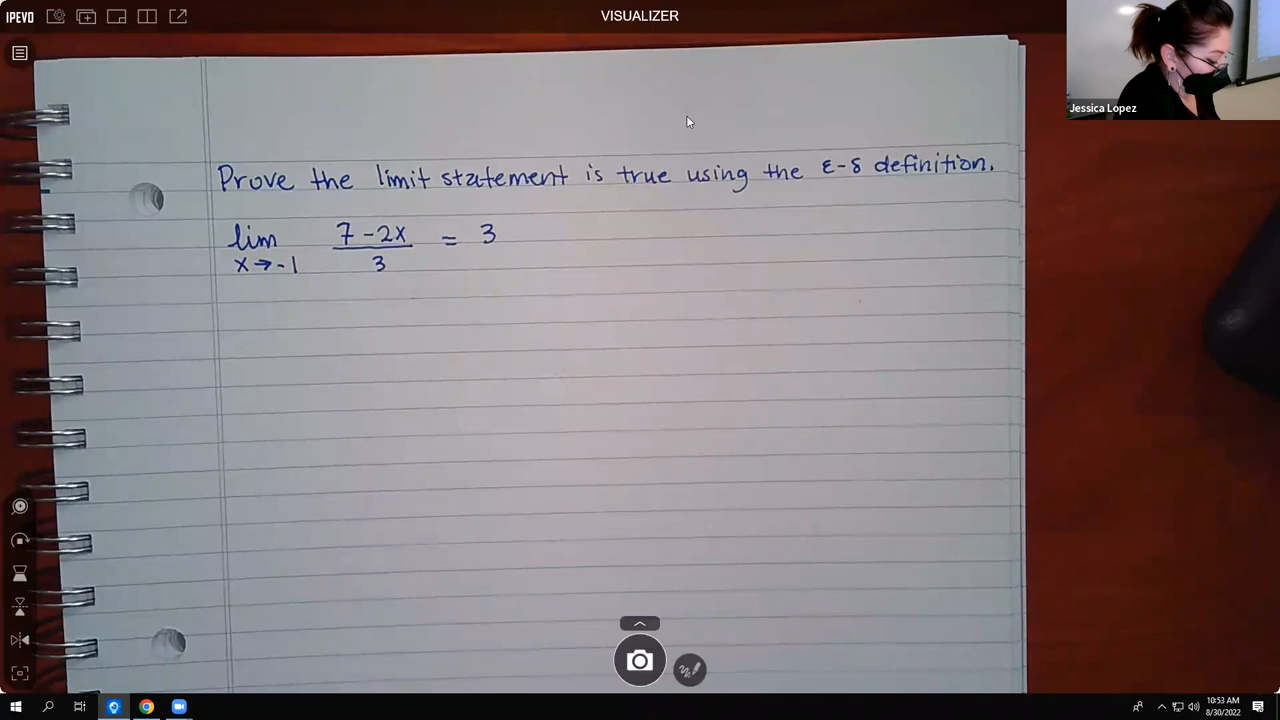 IPEVO
VISUALIZER
Jessica Lopez
Prove the limit statement is true using the ε-δ definition.
lim 7-2x = 3
x→-1 3
10:53 AM
8/30/2022